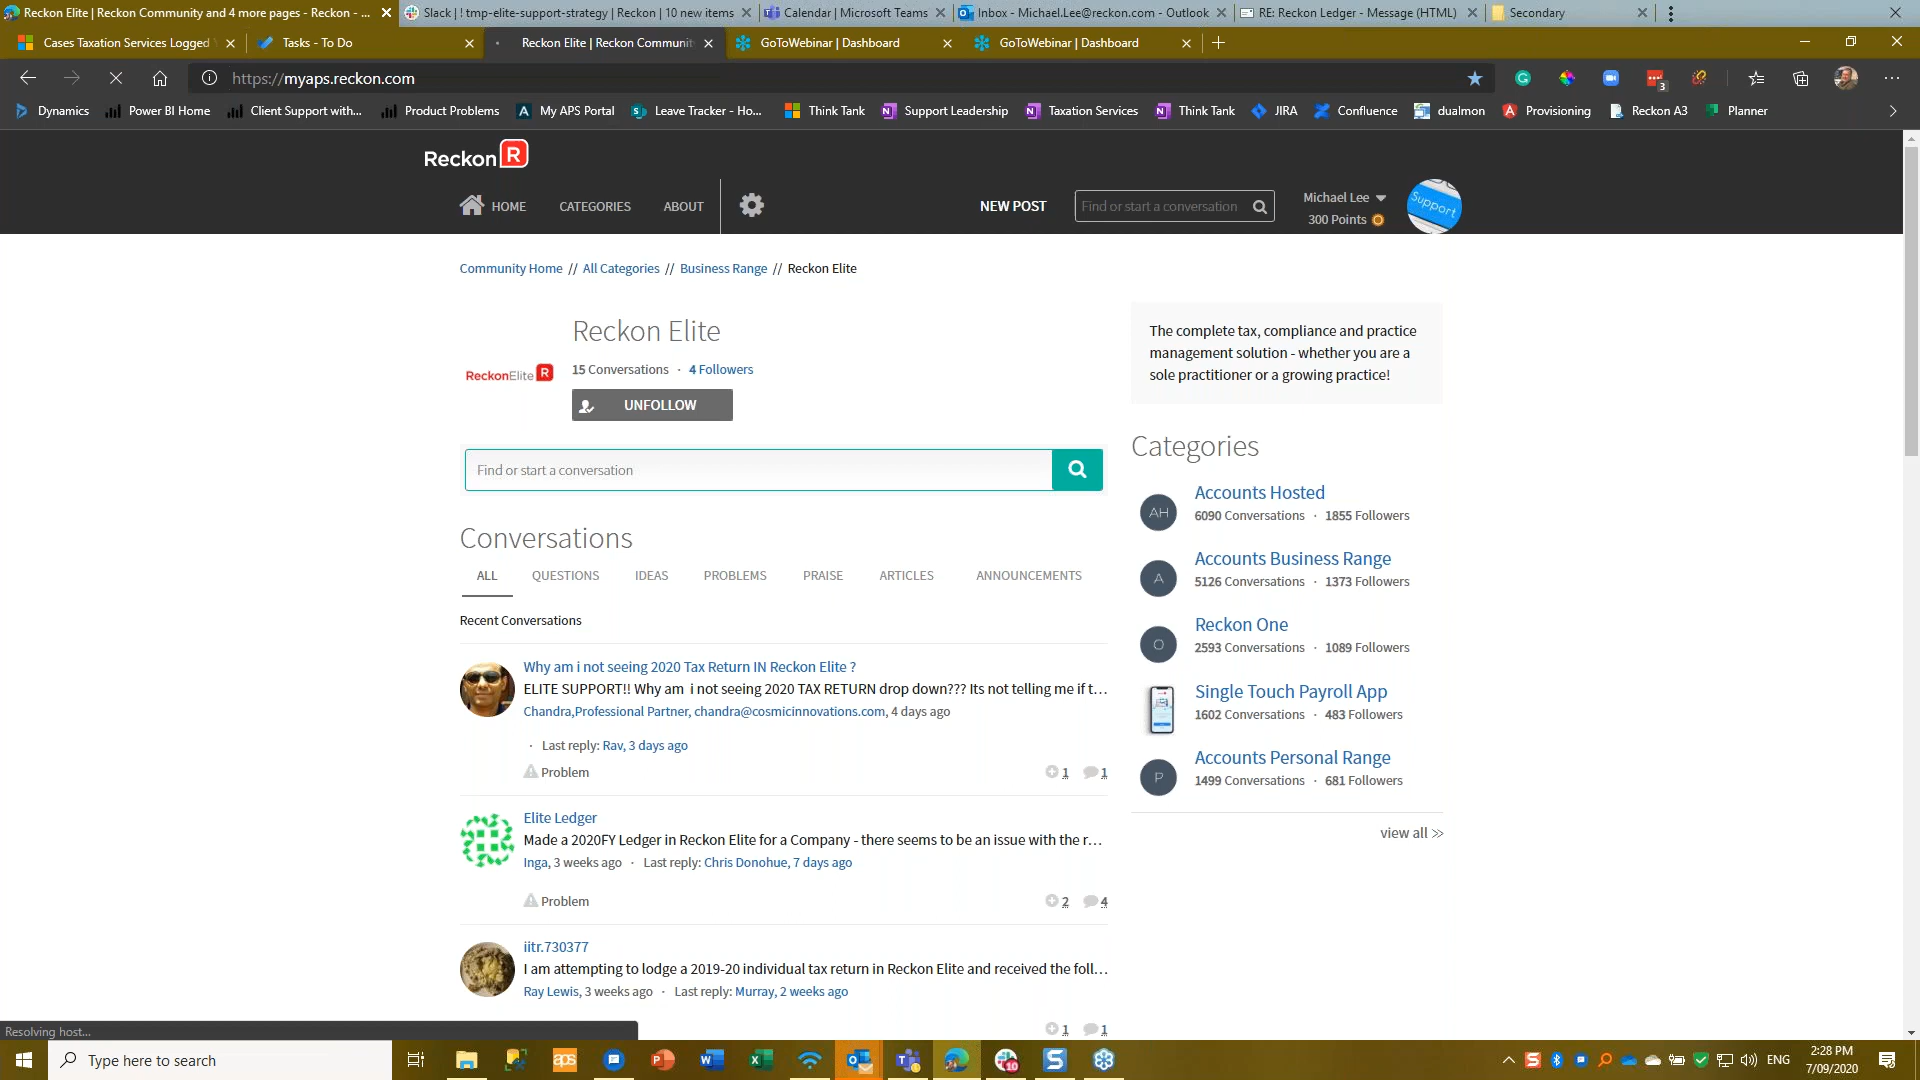 Reckon Elite | Reckon Community and 4 more pages - Reckon - ...
Slack | ! tmp-elite-support-strategy | Reckon | 10 new items
Calendar | Microsoft Teams
Inbox - Michael.Lee@reckon.com - Outlook
RE: Reckon Ledger - Message (HTML)
Secondary
Cases Taxation Services Logged
Tasks - To Do
Reckon Elite | Reckon Communit
GoToWebinar | Dashboard
GoToWebinar | Dashboard
https://myaps.reckon.com
3
Dynamics
Power BI Home
Client Support with...
Product Problems
My APS Portal
Leave Tracker - Ho...
Think Tank
Support Leadership
Taxation Services
Think Tank
JIRA
Confluence
dualmon
Provisioning
Reckon A3
Planner
Reckon R
HOME
CATEGORIES
ABOUT
NEW POST
Find or start a conversation
Michael Lee
300 Points
Support
Community Home // All Categories // Business Range // Reckon Elite
Reckon Elite
ReckonElite R
15 Conversations · 4 Followers
UNFOLLOW
Find or start a conversation
Conversations
ALL
QUESTIONS
IDEAS
PROBLEMS
PRAISE
ARTICLES
ANNOUNCEMENTS
Recent Conversations
Why am i not seeing 2020 Tax Return IN Reckon Elite ?
ELITE SUPPORT!! Why am i not seeing 2020 TAX RETURN drop down??? Its not telling me if t...
Chandra,Professional Partner, chandra@cosmicinnovations.com, 4 days ago
· Last reply: Rav, 3 days ago
Problem
1
1
Elite Ledger
Made a 2020FY Ledger in Reckon Elite for a Company - there seems to be an issue with the r...
Inga, 3 weeks ago · Last reply: Chris Donohue, 7 days ago
Problem
2
4
iitr.730377
I am attempting to lodge a 2019-20 individual tax return in Reckon Elite and received the foll...
Ray Lewis, 3 weeks ago · Last reply: Murray, 2 weeks ago
1
1
The complete tax, compliance and practice
management solution - whether you are a
sole practitioner or a growing practice!
Categories
AH
Accounts Hosted
6090 Conversations · 1855 Followers
A
Accounts Business Range
5126 Conversations · 1373 Followers
O
Reckon One
2593 Conversations · 1089 Followers
Single Touch Payroll App
1602 Conversations · 483 Followers
P
Accounts Personal Range
1499 Conversations · 681 Followers
view all >>
Resolving host...
Type here to search
aps
10
ENG
2:28 PM
7/09/2020